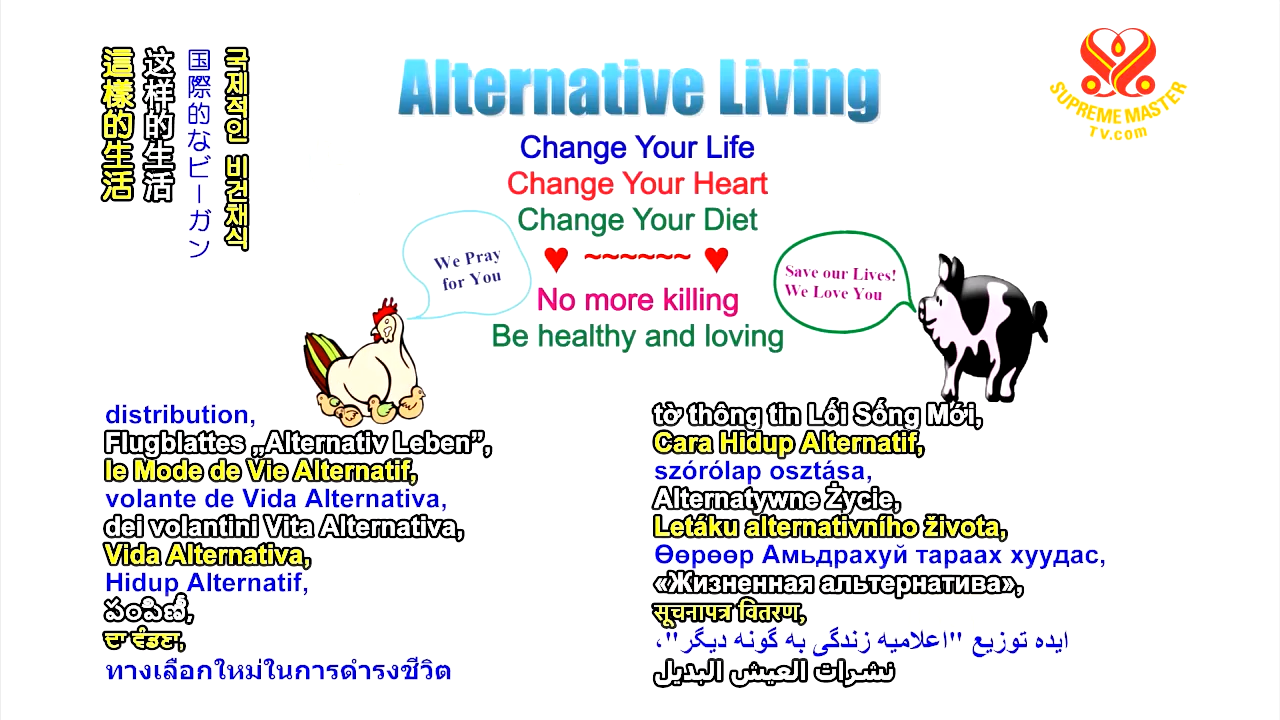 Alternative Living
Change Your Life
Change Your Heart
Change Your Diet
♥ ~~~~~~ ♥
No more killing
Be healthy and loving
We Pray
for You
Save our Lives!
We Love You
SUPREME MASTER
TV.com
這樣的生活
这样的生活
国際的なビーガン
국제적인 비건채식
distribution,
Flugblattes „Alternativ Leben”,
le Mode de Vie Alternatif,
volante de Vida Alternativa,
dei volantini Vita Alternativa,
Vida Alternativa,
Hidup Alternatif,
పంపిణీ,
ਦਾ ਵੰਡਣਾ,
ทางเลือกใหม่ในการดำรงชีวิต
tờ thông tin Lối Sống Mới,
Cara Hidup Alternatif,
szórólap osztása,
Alternatywne Życie,
Letáku alternativního života,
Өөрөөр Амьдрахуй тараах хуудас,
«Жизненная альтернатива»,
सूचनापत्र वितरण,
ایده توزیع "اعلامیه زندگی به گونه دیگر"،
نشرات العيش البديل